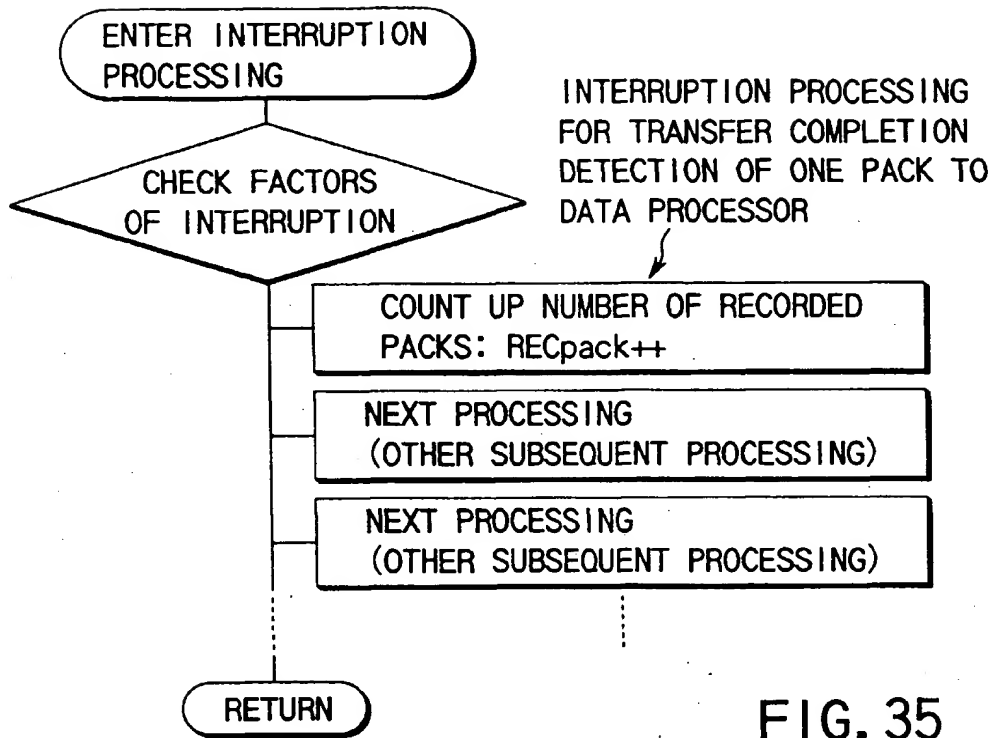 ENTER INTERRUPTION
PROCESSING
CHECK FACTORS
OF INTERRUPTION
INTERRUPTION PROCESSING
FOR TRANSFER COMPLETION
DETECTION OF ONE PACK TO
DATA PROCESSOR
COUNT UP NUMBER OF RECORDED
PACKS: RECpack++
NEXT PROCESSING
(OTHER SUBSEQUENT PROCESSING)
NEXT PROCESSING
(OTHER SUBSEQUENT PROCESSING)
RETURN
FIG. 35